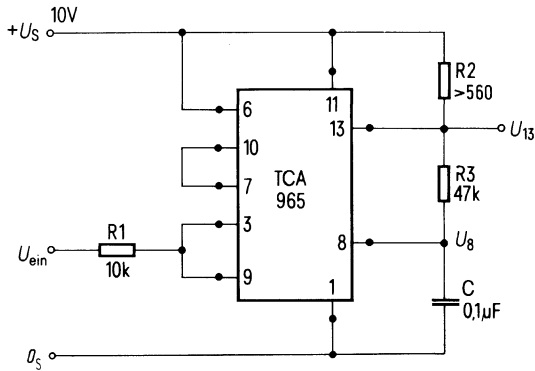 10V
+U_S
R2
>560
6
11
13
U_13
10
7
TCA
965
R3
47k
3
R1
U_ein
10k
8
U_8
9
1
C
0,1µF
0_S